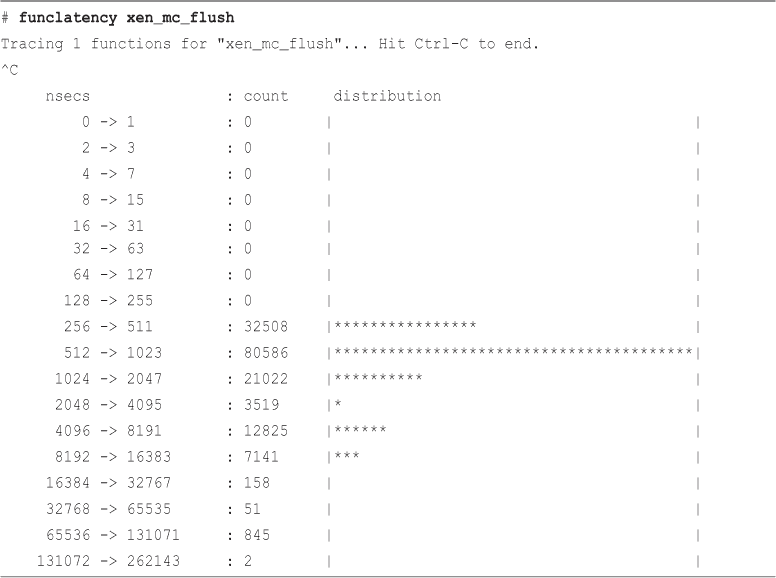 # funclatency xen_mc_flush
Tracing 1 functions for "xen_mc_flush"... Hit Ctrl-C to end.
^C
     nsecs               : count     distribution
         0 -> 1          : 0        |                                        |
         2 -> 3          : 0        |                                        |
         4 -> 7          : 0        |                                        |
         8 -> 15         : 0        |                                        |
        16 -> 31         : 0        |                                        |
        32 -> 63         : 0        |                                        |
        64 -> 127        : 0        |                                        |
       128 -> 255        : 0        |                                        |
       256 -> 511        : 32508    |****************                        |
       512 -> 1023       : 80586    |****************************************|
      1024 -> 2047       : 21022    |**********                              |
      2048 -> 4095       : 3519     |*                                       |
      4096 -> 8191       : 12825    |******                                  |
      8192 -> 16383      : 7141     |***                                     |
     16384 -> 32767      : 158      |                                        |
     32768 -> 65535      : 51       |                                        |
     65536 -> 131071     : 845      |                                        |
    131072 -> 262143     : 2        |                                        |